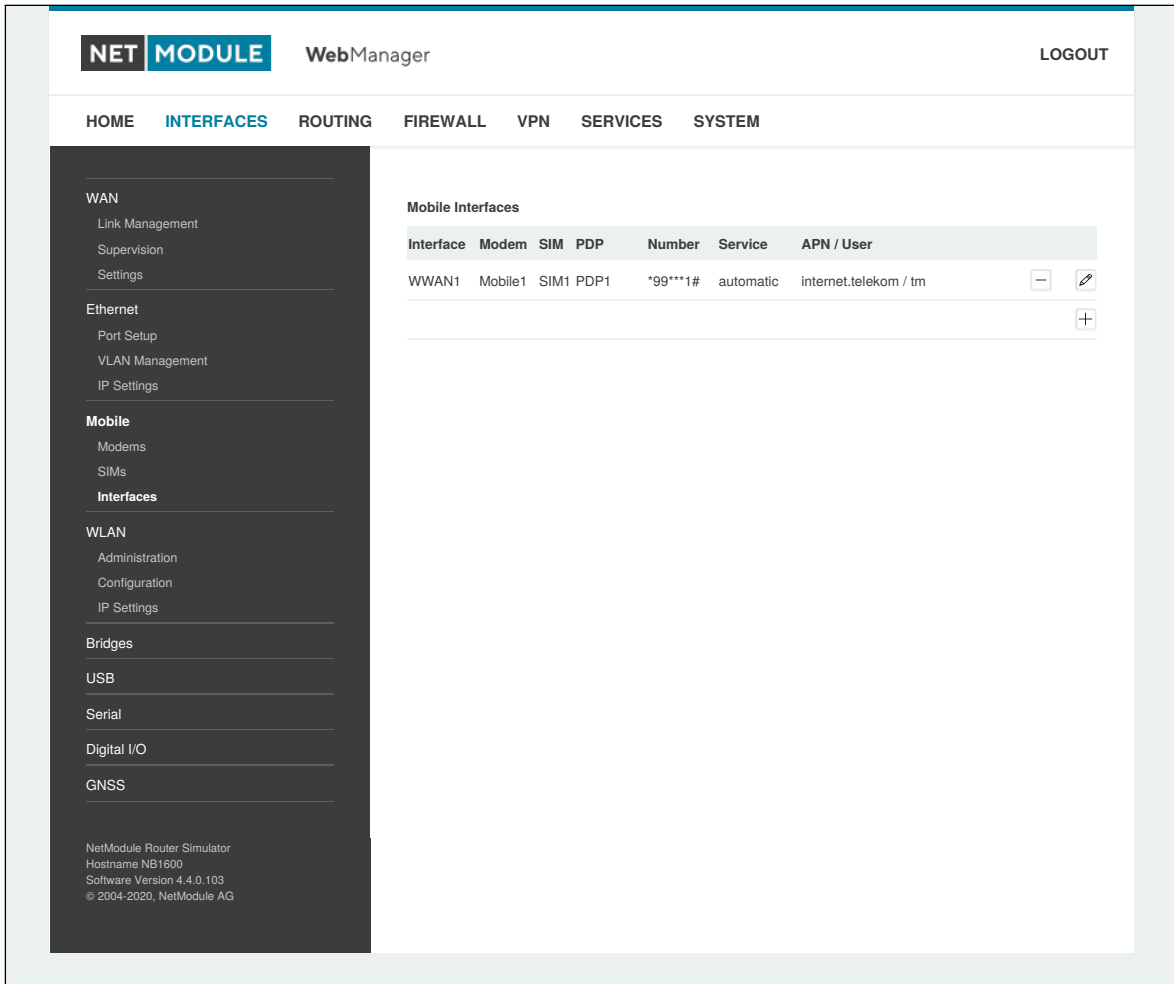 NET MODULE WebManager LOGOUT
HOME INTERFACES ROUTING FIREWALL VPN SERVICES SYSTEM
WAN
Link Management
Supervision
Settings
Ethernet
Port Setup
VLAN Management
IP Settings
Mobile
Modems
SIMs
Interfaces
WLAN
Administration
Configuration
IP Settings
Bridges
USB
Serial
Digital I/O
GNSS
NetModule Router Simulator
Hostname NB1600
Software Version 4.4.0.103
© 2004-2020, NetModule AG
Mobile Interfaces
Interface Modem SIM PDP Number Service APN / User
WWAN1 Mobile1 SIM1 PDP1 *99***1# automatic internet.telekom / tm